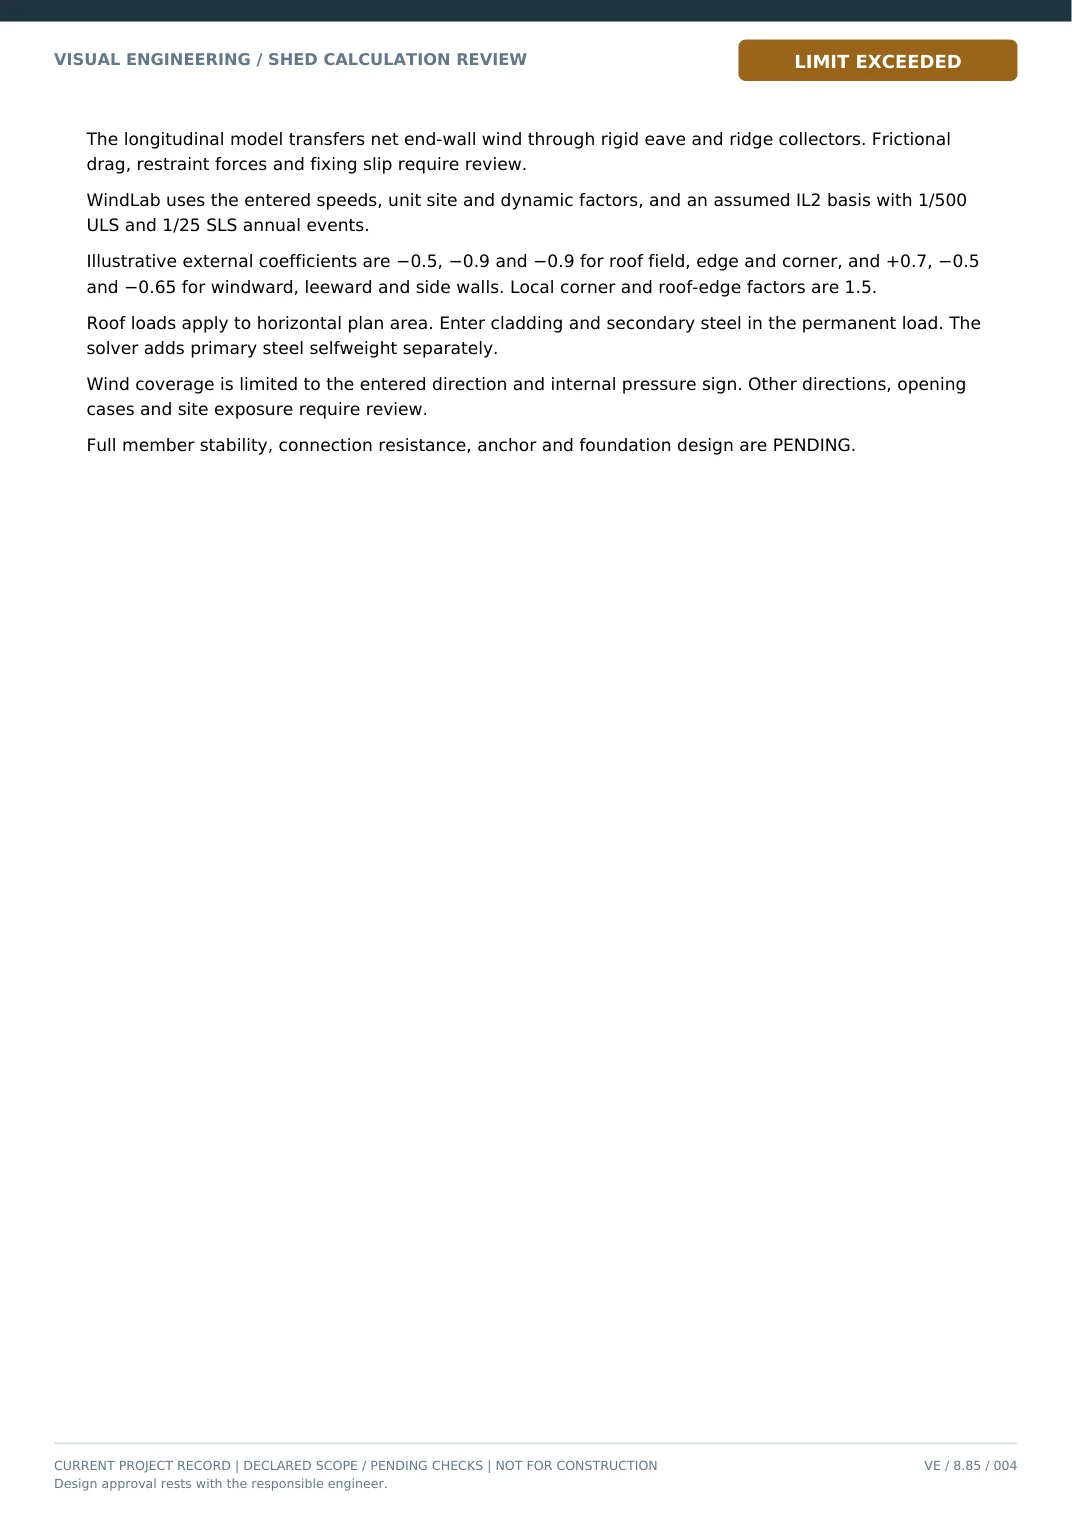 VISUAL ENGINEERING / SHED CALCULATION REVIEW
LIMIT EXCEEDED
The longitudinal model transfers net end-wall wind through rigid eave and ridge collectors. Frictional
drag, restraint forces and fixing slip require review.
WindLab uses the entered speeds, unit site and dynamic factors, and an assumed IL2 basis with 1/500
ULS and 1/25 SLS annual events.
Illustrative external coefficients are −0.5, −0.9 and −0.9 for roof field, edge and corner, and +0.7, −0.5
and −0.65 for windward, leeward and side walls. Local corner and roof-edge factors are 1.5.
Roof loads apply to horizontal plan area. Enter cladding and secondary steel in the permanent load. The
solver adds primary steel selfweight separately.
Wind coverage is limited to the entered direction and internal pressure sign. Other directions, opening
cases and site exposure require review.
Full member stability, connection resistance, anchor and foundation design are PENDING.
CURRENT PROJECT RECORD | DECLARED SCOPE / PENDING CHECKS | NOT FOR CONSTRUCTION
VE / 8.85 / 004
Design approval rests with the responsible engineer.